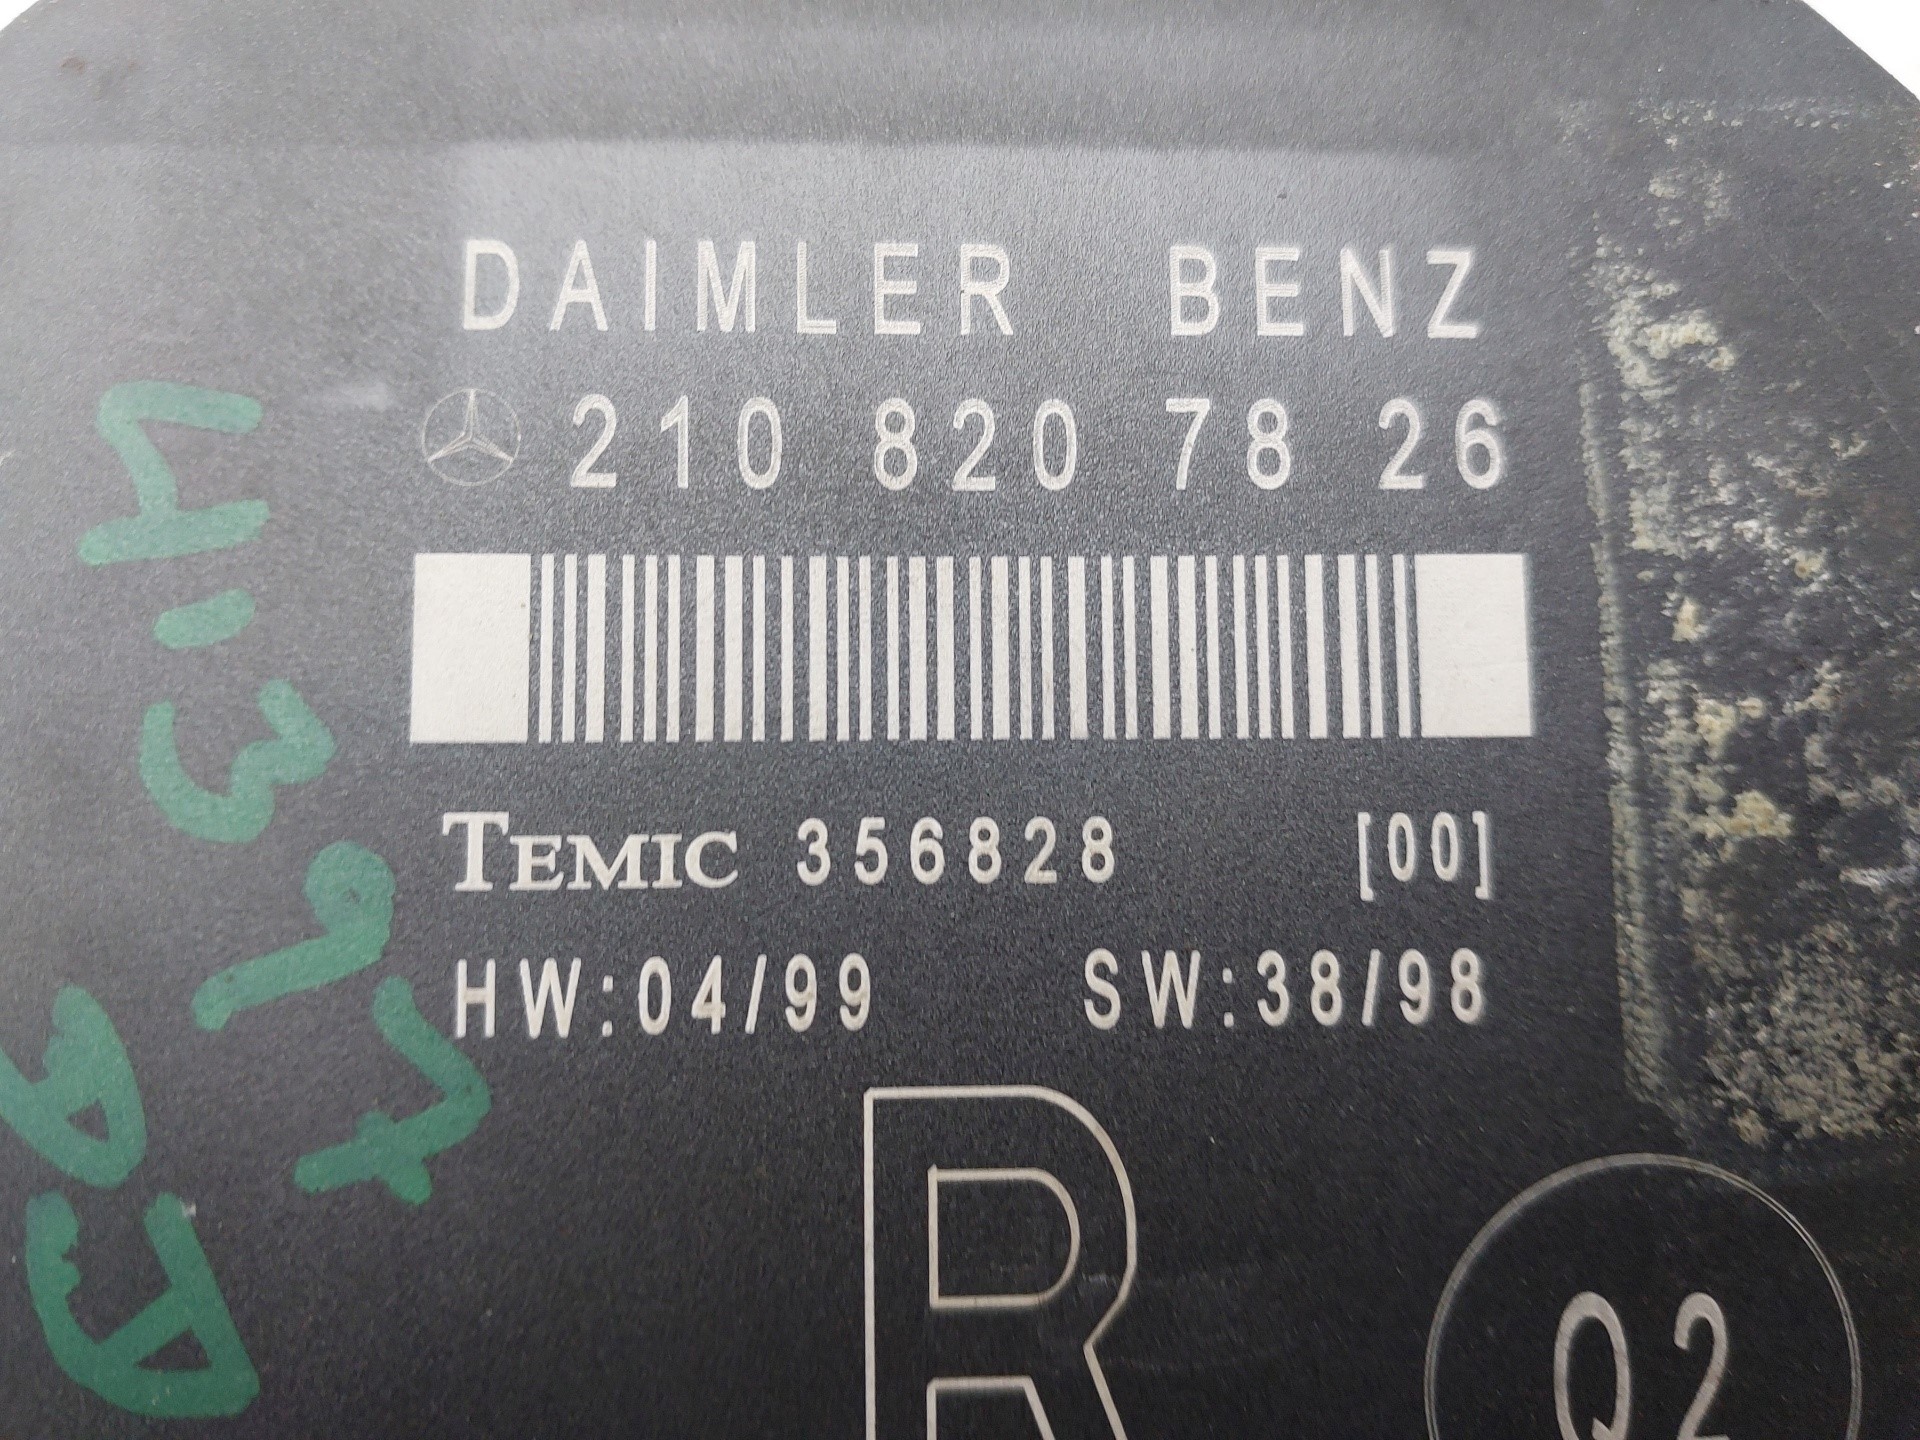 DAIMLER BENZ
210 820 78 26
TEMIC 356828 [00]
HW:04/99 SW:38/98
R
Q2